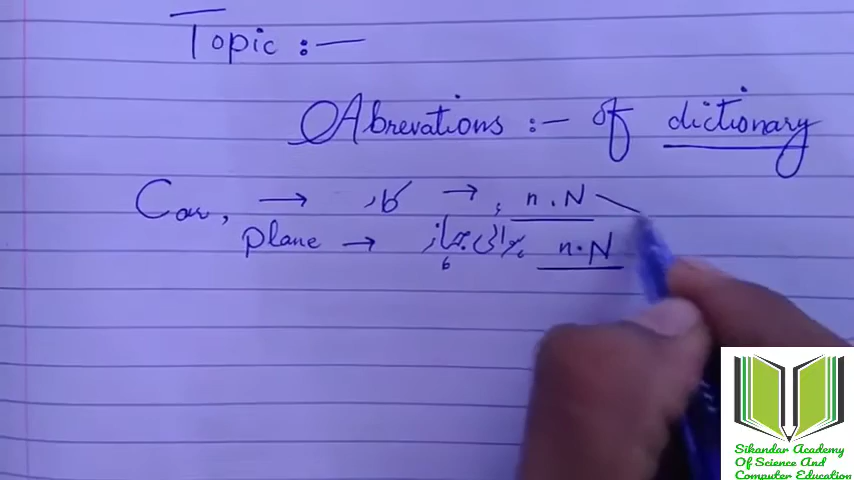 Topic :—
Abrevations :— of dictionary
Car, → کار, → , n.N
plane → ہوائی جہاز, n.N
Sikandar Academy
Of Science And
Computer Education